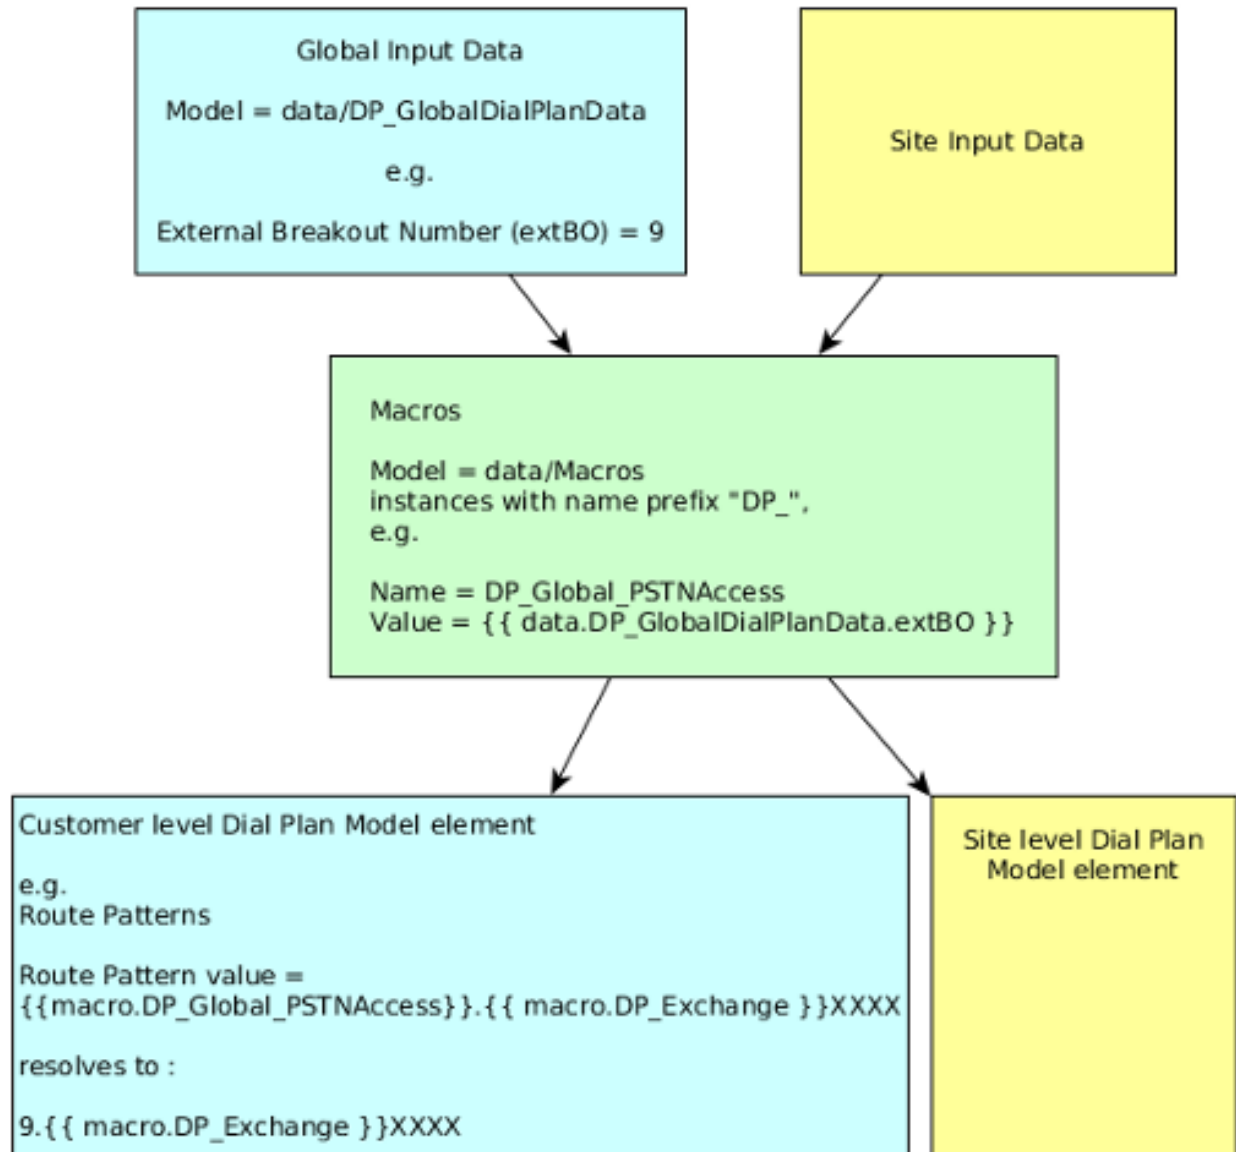 Global Input Data
Model = data/DP_GlobalDialPlanData
e.g.
External Breakout Number (extBO) = 9
Site Input Data
Macros
Model = data/Macros
instances with name prefix "DP_",
e.g.
Name = DP_Global_PSTNAccess
Value = {{ data.DP_GlobalDialPlanData.extBO }}
Customer level Dial Plan Model element
e.g.
Route Patterns
Route Pattern value =
{{macro.DP_Global_PSTNAccess}}.{{ macro.DP_Exchange }}XXXX
resolves to :
9.{{ macro.DP_Exchange }}XXXX
Site level Dial Plan
Model element